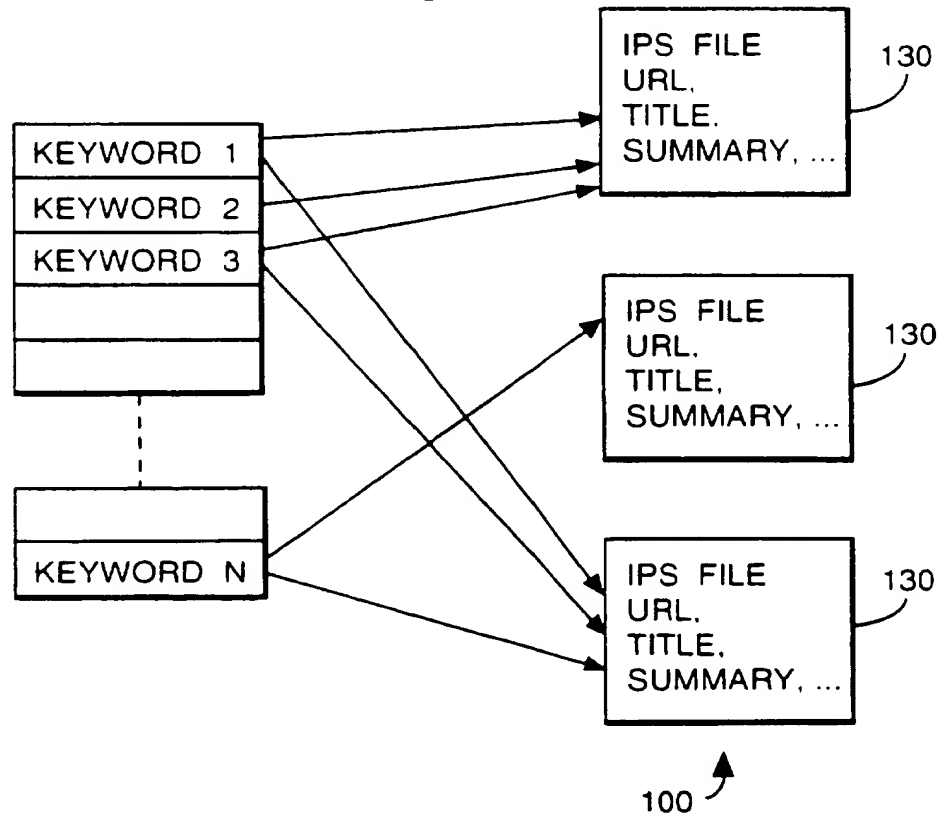 KEYWORD 1
KEYWORD 2
KEYWORD 3
KEYWORD N
IPS FILE
URL,
TITLE.
SUMMARY, ...
130
IPS FILE
URL,
TITLE,
SUMMARY, ...
130
IPS FILE
URL,
TITLE,
SUMMARY, ...
130
100